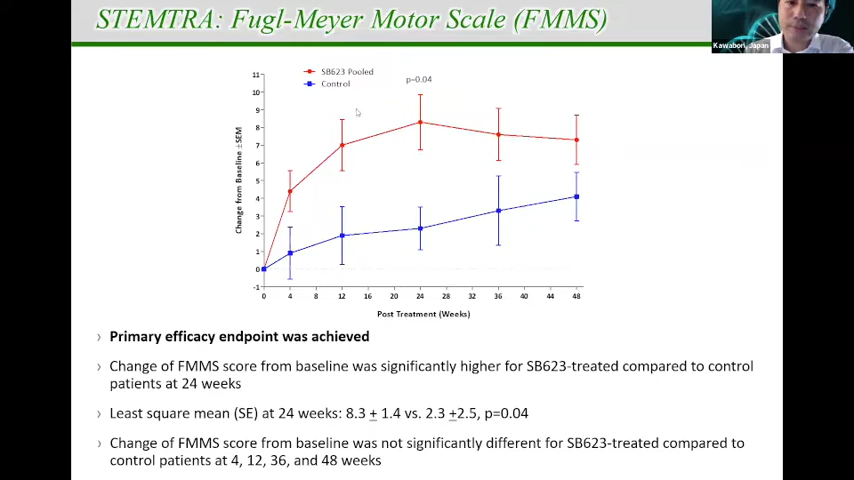 STEMTRA: Fugl-Meyer Motor Scale (FMMS)
Kawabori, Japan
SB623 Pooled
Control
p=0.04
Change from Baseline ±SEM
11
10
9
8
7
6
5
4
3
2
1
0
-1
0 4 8 12 16 20 24 28 32 36 40 44 48
Post Treatment (Weeks)
› Primary efficacy endpoint was achieved
› Change of FMMS score from baseline was significantly higher for SB623-treated compared to control
patients at 24 weeks
› Least square mean (SE) at 24 weeks: 8.3 + 1.4 vs. 2.3 +2.5, p=0.04
› Change of FMMS score from baseline was not significantly different for SB623-treated compared to
control patients at 4, 12, 36, and 48 weeks